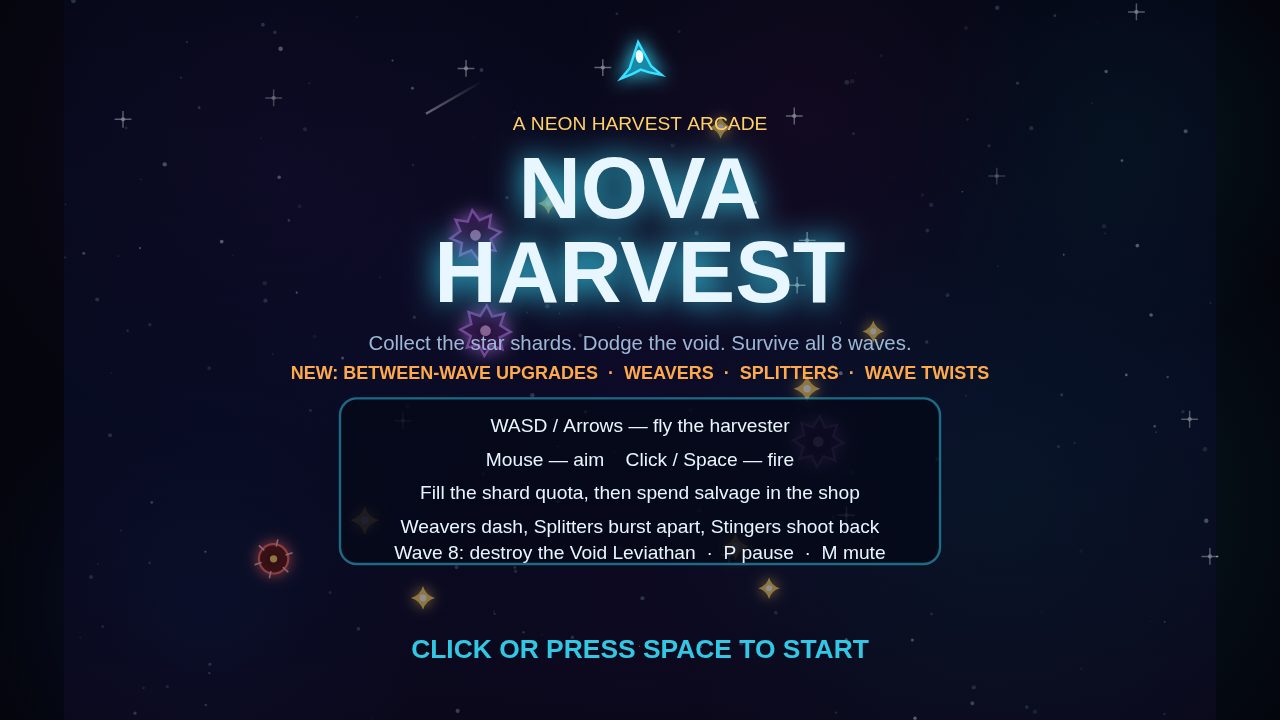 A NEON HARVEST ARCADE
NOVA
HARVEST
Collect the star shards. Dodge the void. Survive all 8 waves.
NEW: BETWEEN-WAVE UPGRADES · WEAVERS · SPLITTERS · WAVE TWISTS
WASD / Arrows — fly the harvester
Mouse — aim Click / Space — fire
Fill the shard quota, then spend salvage in the shop
Weavers dash, Splitters burst apart, Stingers shoot back
Wave 8: destroy the Void Leviathan · P pause · M mute
CLICK OR PRESS SPACE TO START